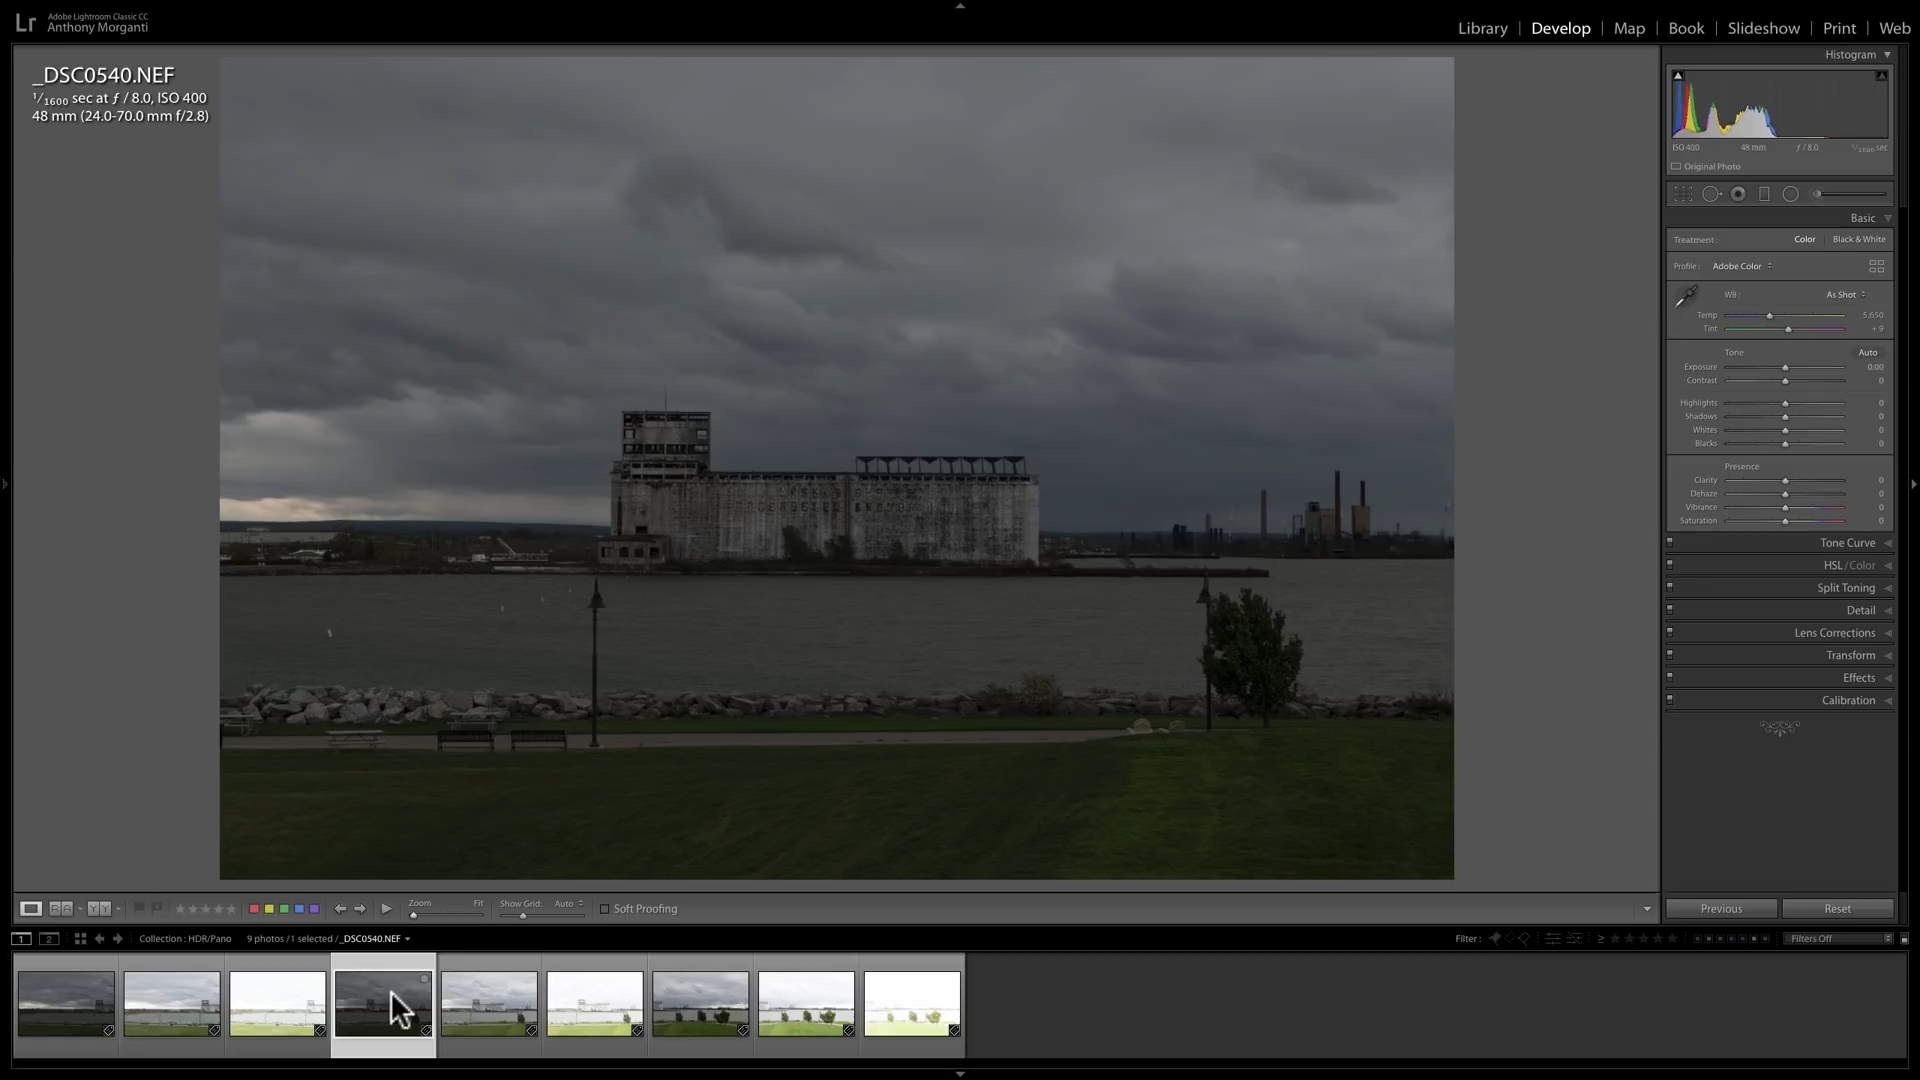 Lr
Adobe Lightroom Classic CC
Anthony Morganti
Library | Develop | Map | Book | Slideshow | Print | Web
_DSC0540.NEF
1/1600 sec at ƒ / 8.0, ISO 400
48 mm (24.0-70.0 mm f/2.8)
Histogram
ISO 400 48 mm ƒ / 8.0 1/1600 sec
Original Photo
Basic
Treatment : Color Black & White
Profile : Adobe Color
WB : As Shot
Temp 5,650
Tint + 9
Tone Auto
Exposure 0.00
Contrast 0
Highlights 0
Shadows 0
Whites 0
Blacks 0
Presence
Clarity 0
Dehaze 0
Vibrance 0
Saturation 0
Tone Curve
HSL / Color
Split Toning
Detail
Lens Corrections
Transform
Effects
Calibration
Previous Reset
RA YY Zoom Fit Show Grid: Auto Soft Proofing
1 2 Collection : HDR/Pano 9 photos / 1 selected / _DSC0540.NEF Filter : ≥ Filters Off